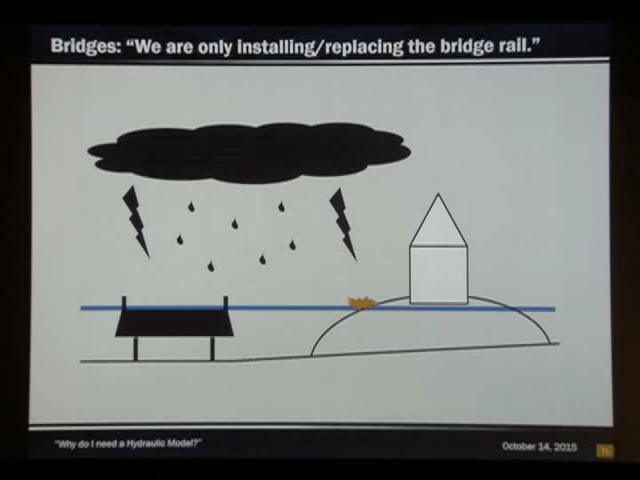 Bridges: “We are only installing/replacing the bridge rail.”
"Why do I need a Hydraulic Model?"
October 14, 2015